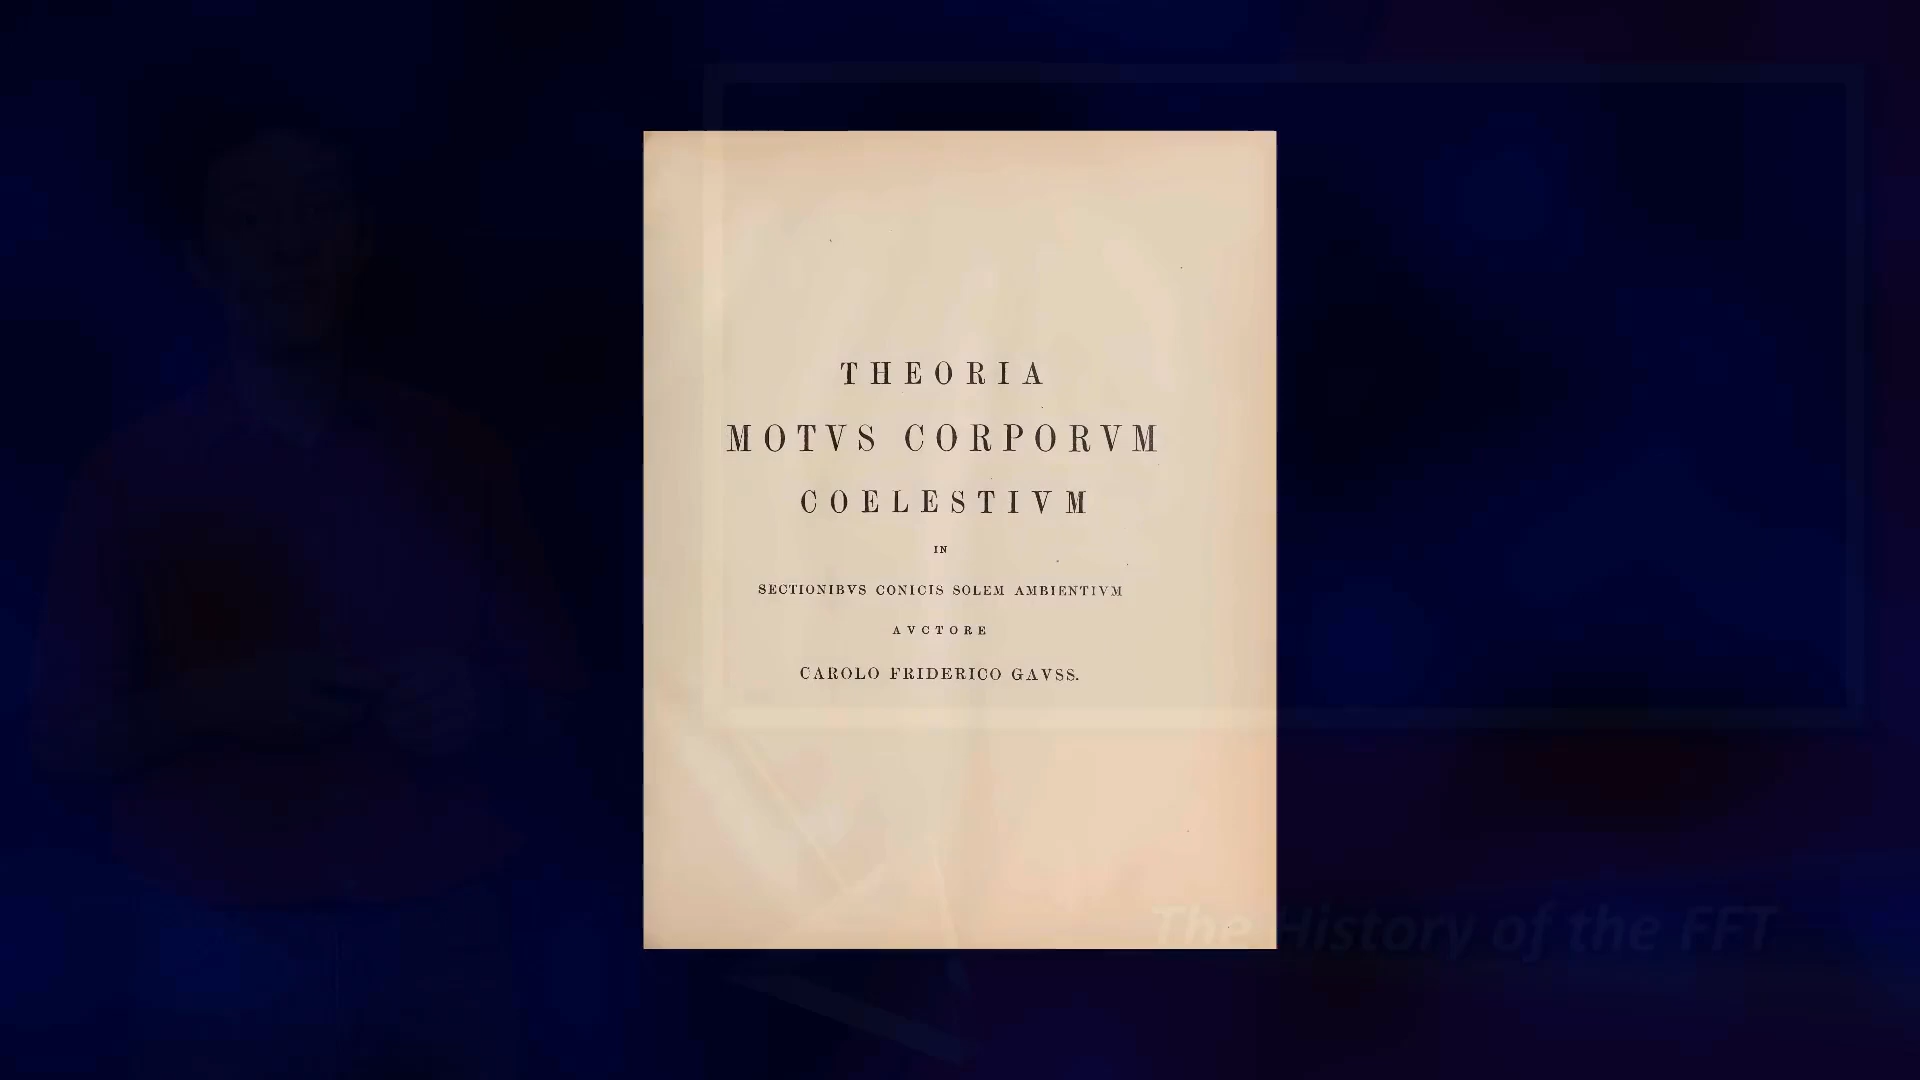 THEORIA
MOTVS CORPORVM
COELESTIVM
IN
SECTIONIBVS CONICIS SOLEM AMBIENTIVM
AVCTORE
CAROLO FRIDERICO GAVSS.
The History of the FFT